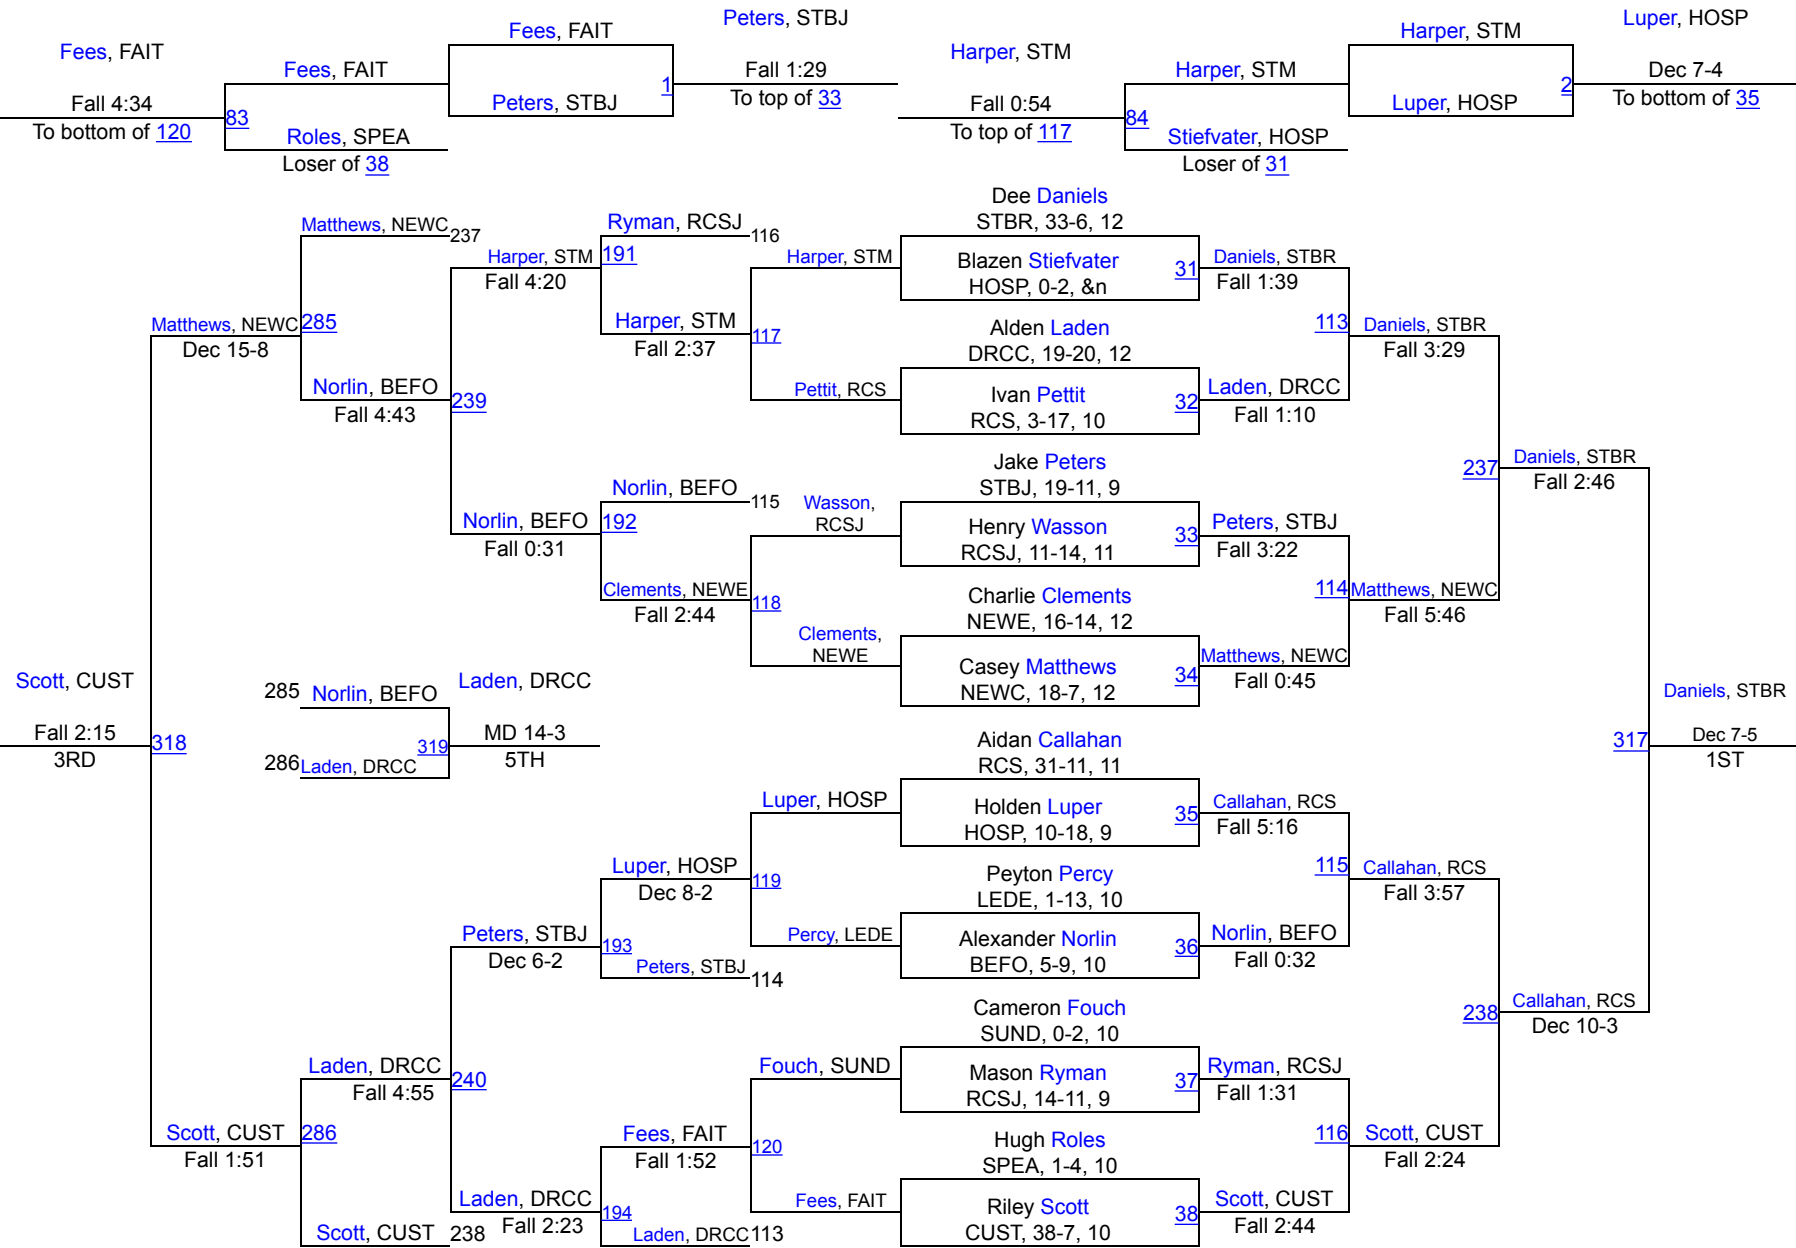 Peters, STBJ
Luper, HOSP
Fees, FAIT
Harper, STM
Fees, FAIT
Harper, STM
Fees, FAIT
Fall 1:29
Harper, STM
Dec 7-4
1
2
To top of 33
To bottom of 35
Fall 4:34
Peters, STBJ
Fall 0:54
Luper, HOSP
83
84
To bottom of 120
Roles, SPEA
To top of 117
Stiefvater, HOSP
Loser of 38
Loser of 31
Dee Daniels
STBR, 33-6, 12
Matthews, NEWC
237
Ryman, RCSJ
116
Harper, STM
191
Harper, STM
Blazen Stiefvater
HOSP, 0-2, &n
31
Daniels, STBR
Fall 4:20
Fall 1:39
Matthews, NEWC
285
Harper, STM
117
Alden Laden
DRCC, 19-20, 12
113
Daniels, STBR
Dec 15-8
Fall 2:37
Fall 3:29
Norlin, BEFO
239
Pettit, RCS
Ivan Pettit
RCS, 3-17, 10
32
Laden, DRCC
Fall 4:43
Fall 1:10
Jake Peters
STBJ, 19-11, 9
237
Daniels, STBR
Fall 2:46
Norlin, BEFO
115
Wasson,
RCSJ
Norlin, BEFO
192
Henry Wasson
RCSJ, 11-14, 11
33
Peters, STBJ
Fall 0:31
Fall 3:22
Clements, NEWE
118
Charlie Clements
NEWE, 16-14, 12
114
Matthews, NEWC
Fall 2:44
Fall 5:46
Clements,
NEWE
Casey Matthews
NEWC, 18-7, 12
34
Matthews, NEWC
Fall 0:45
Scott, CUST
285
Norlin, BEFO
Laden, DRCC
Daniels, STBR
Fall 2:15
318
319
MD 14-3
317
Dec 7-5
3RD
286
Laden, DRCC
5TH
1ST
Aidan Callahan
RCS, 31-11, 11
Luper, HOSP
Holden Luper
HOSP, 10-18, 9
35
Callahan, RCS
Fall 5:16
Luper, HOSP
119
Peyton Percy
LEDE, 1-13, 10
115
Callahan, RCS
Dec 8-2
Fall 3:57
Peters, STBJ
193
Percy, LEDE
Alexander Norlin
BEFO, 5-9, 10
36
Norlin, BEFO
Dec 6-2
Fall 0:32
Peters, STBJ
114
Cameron Fouch
SUND, 0-2, 10
238
Callahan, RCS
Dec 10-3
Laden, DRCC
240
Fouch, SUND
Mason Ryman
RCSJ, 14-11, 9
37
Ryman, RCSJ
Fall 4:55
Fall 1:31
Scott, CUST
286
Fees, FAIT
120
Hugh Roles
SPEA, 1-4, 10
116
Scott, CUST
Fall 1:51
Fall 1:52
Fall 2:24
Laden, DRCC
194
Fees, FAIT
Riley Scott
CUST, 38-7, 10
38
Scott, CUST
Scott, CUST
238
Fall 2:23
Laden, DRCC
113
Fall 2:44